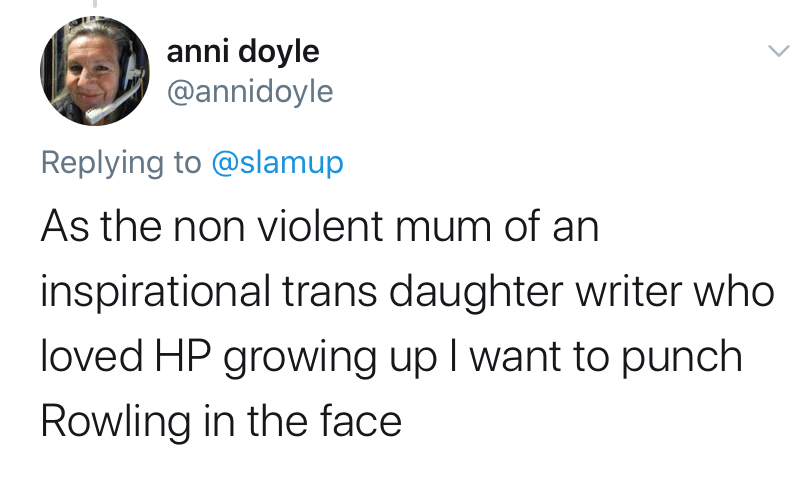 anni doyle
@annidoyle
Replying to @slamup
As the non violent mum of an
inspirational trans daughter writer who
loved HP growing up I want to punch
Rowling in the face